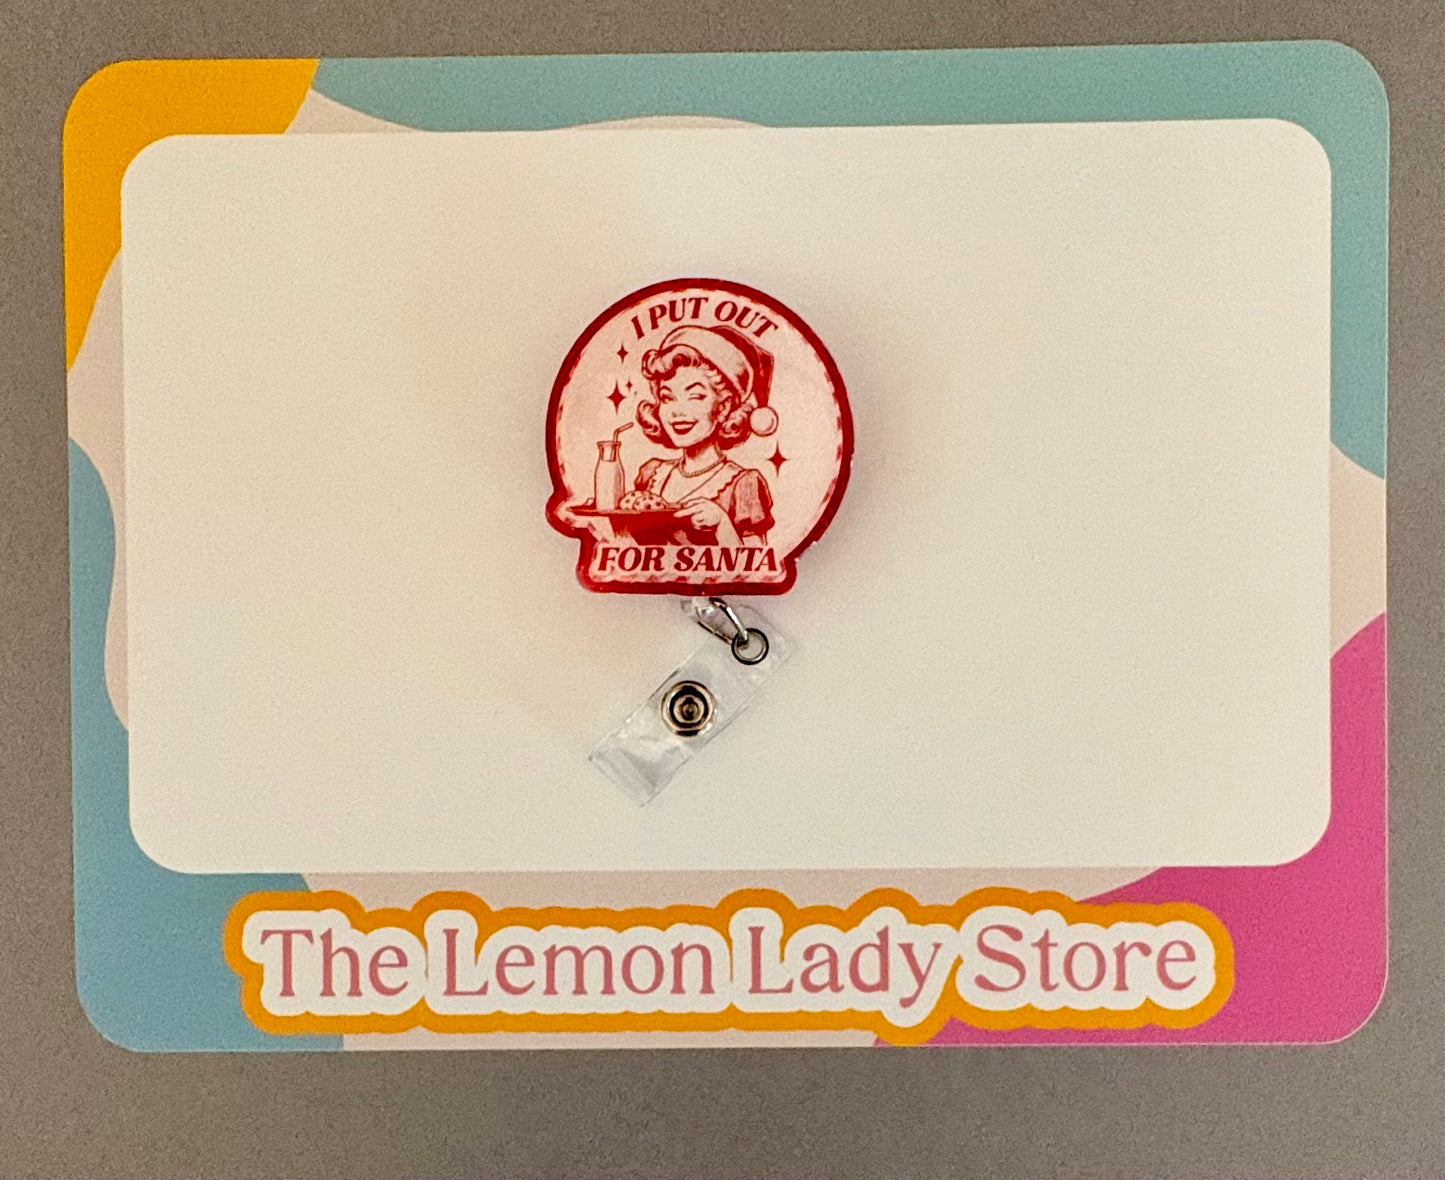 I PUT OUT
FOR SANTA
The Lemon Lady Store